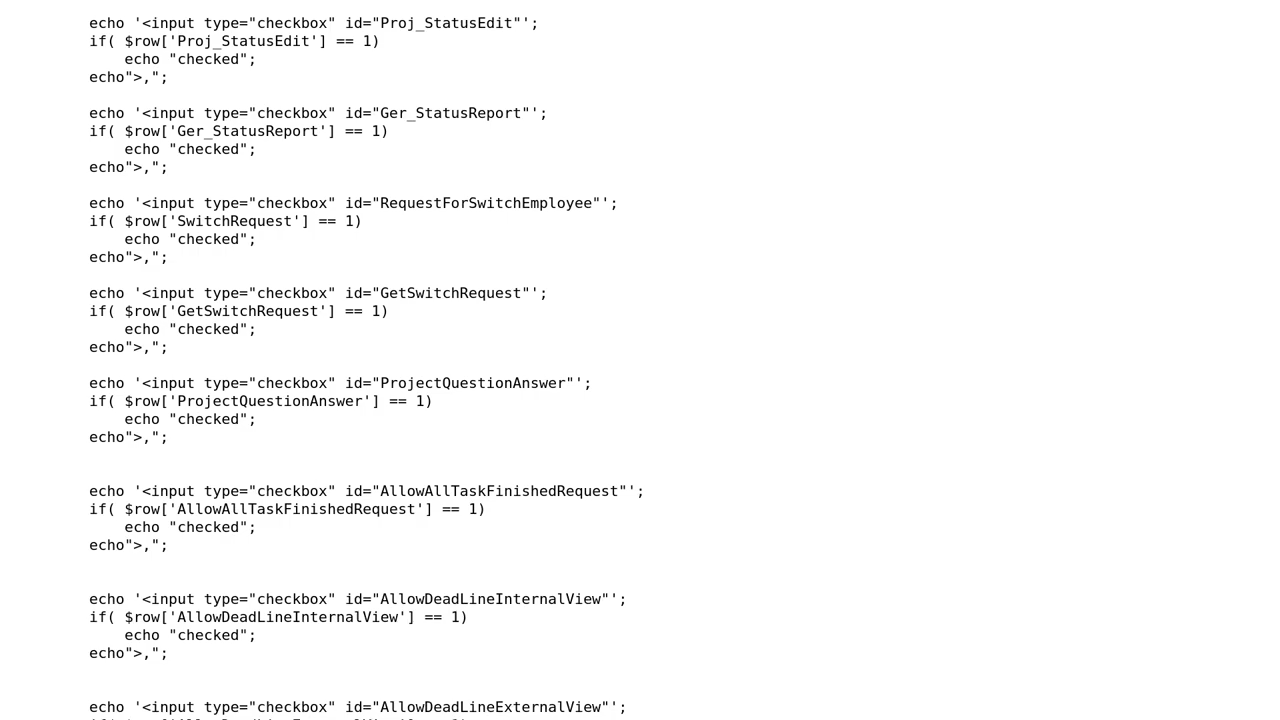 echo '<input type="checkbox" id="Proj_StatusEdit"';
if( $row['Proj_StatusEdit'] == 1)
    echo "checked";
echo">,";

echo '<input type="checkbox" id="Ger_StatusReport"';
if( $row['Ger_StatusReport'] == 1)
    echo "checked";
echo">,";

echo '<input type="checkbox" id="RequestForSwitchEmployee"';
if( $row['SwitchRequest'] == 1)
    echo "checked";
echo">,";

echo '<input type="checkbox" id="GetSwitchRequest"';
if( $row['GetSwitchRequest'] == 1)
    echo "checked";
echo">,";

echo '<input type="checkbox" id="ProjectQuestionAnswer"';
if( $row['ProjectQuestionAnswer'] == 1)
    echo "checked";
echo">,";


echo '<input type="checkbox" id="AllowAllTaskFinishedRequest"';
if( $row['AllowAllTaskFinishedRequest'] == 1)
    echo "checked";
echo">,";


echo '<input type="checkbox" id="AllowDeadLineInternalView"';
if( $row['AllowDeadLineInternalView'] == 1)
    echo "checked";
echo">,";


echo '<input type="checkbox" id="AllowDeadLineExternalView"';